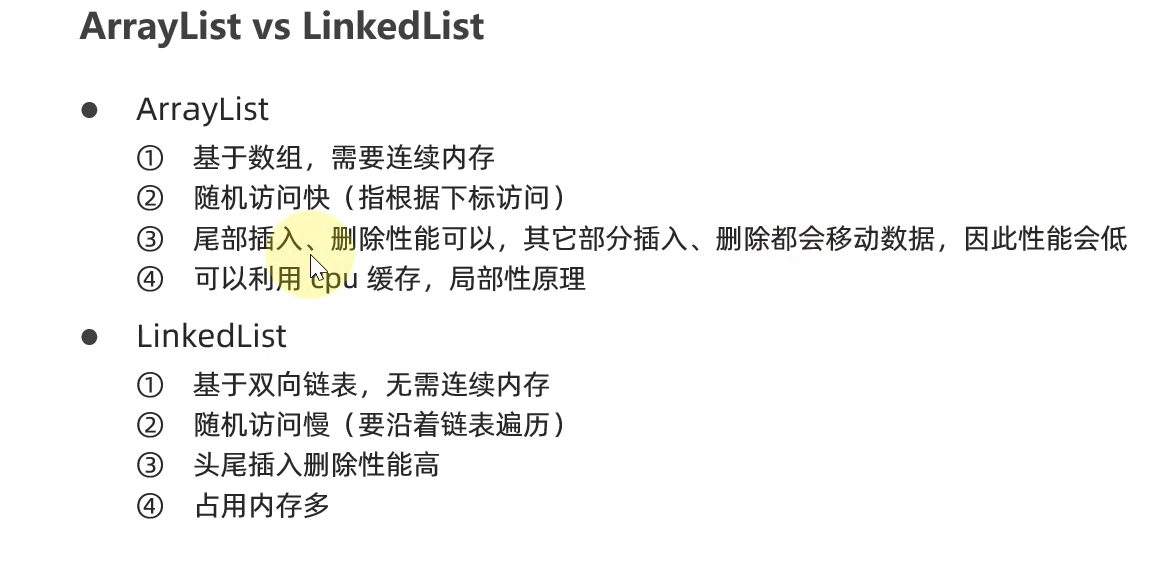 ArrayList vs LinkedList
● ArrayList
① 基于数组，需要连续内存
② 随机访问快（指根据下标访问）
③ 尾部插入、删除性能可以，其它部分插入、删除都会移动数据，因此性能会低
④ 可以利用 cpu 缓存，局部性原理
● LinkedList
① 基于双向链表，无需连续内存
② 随机访问慢（要沿着链表遍历）
③ 头尾插入删除性能高
④ 占用内存多